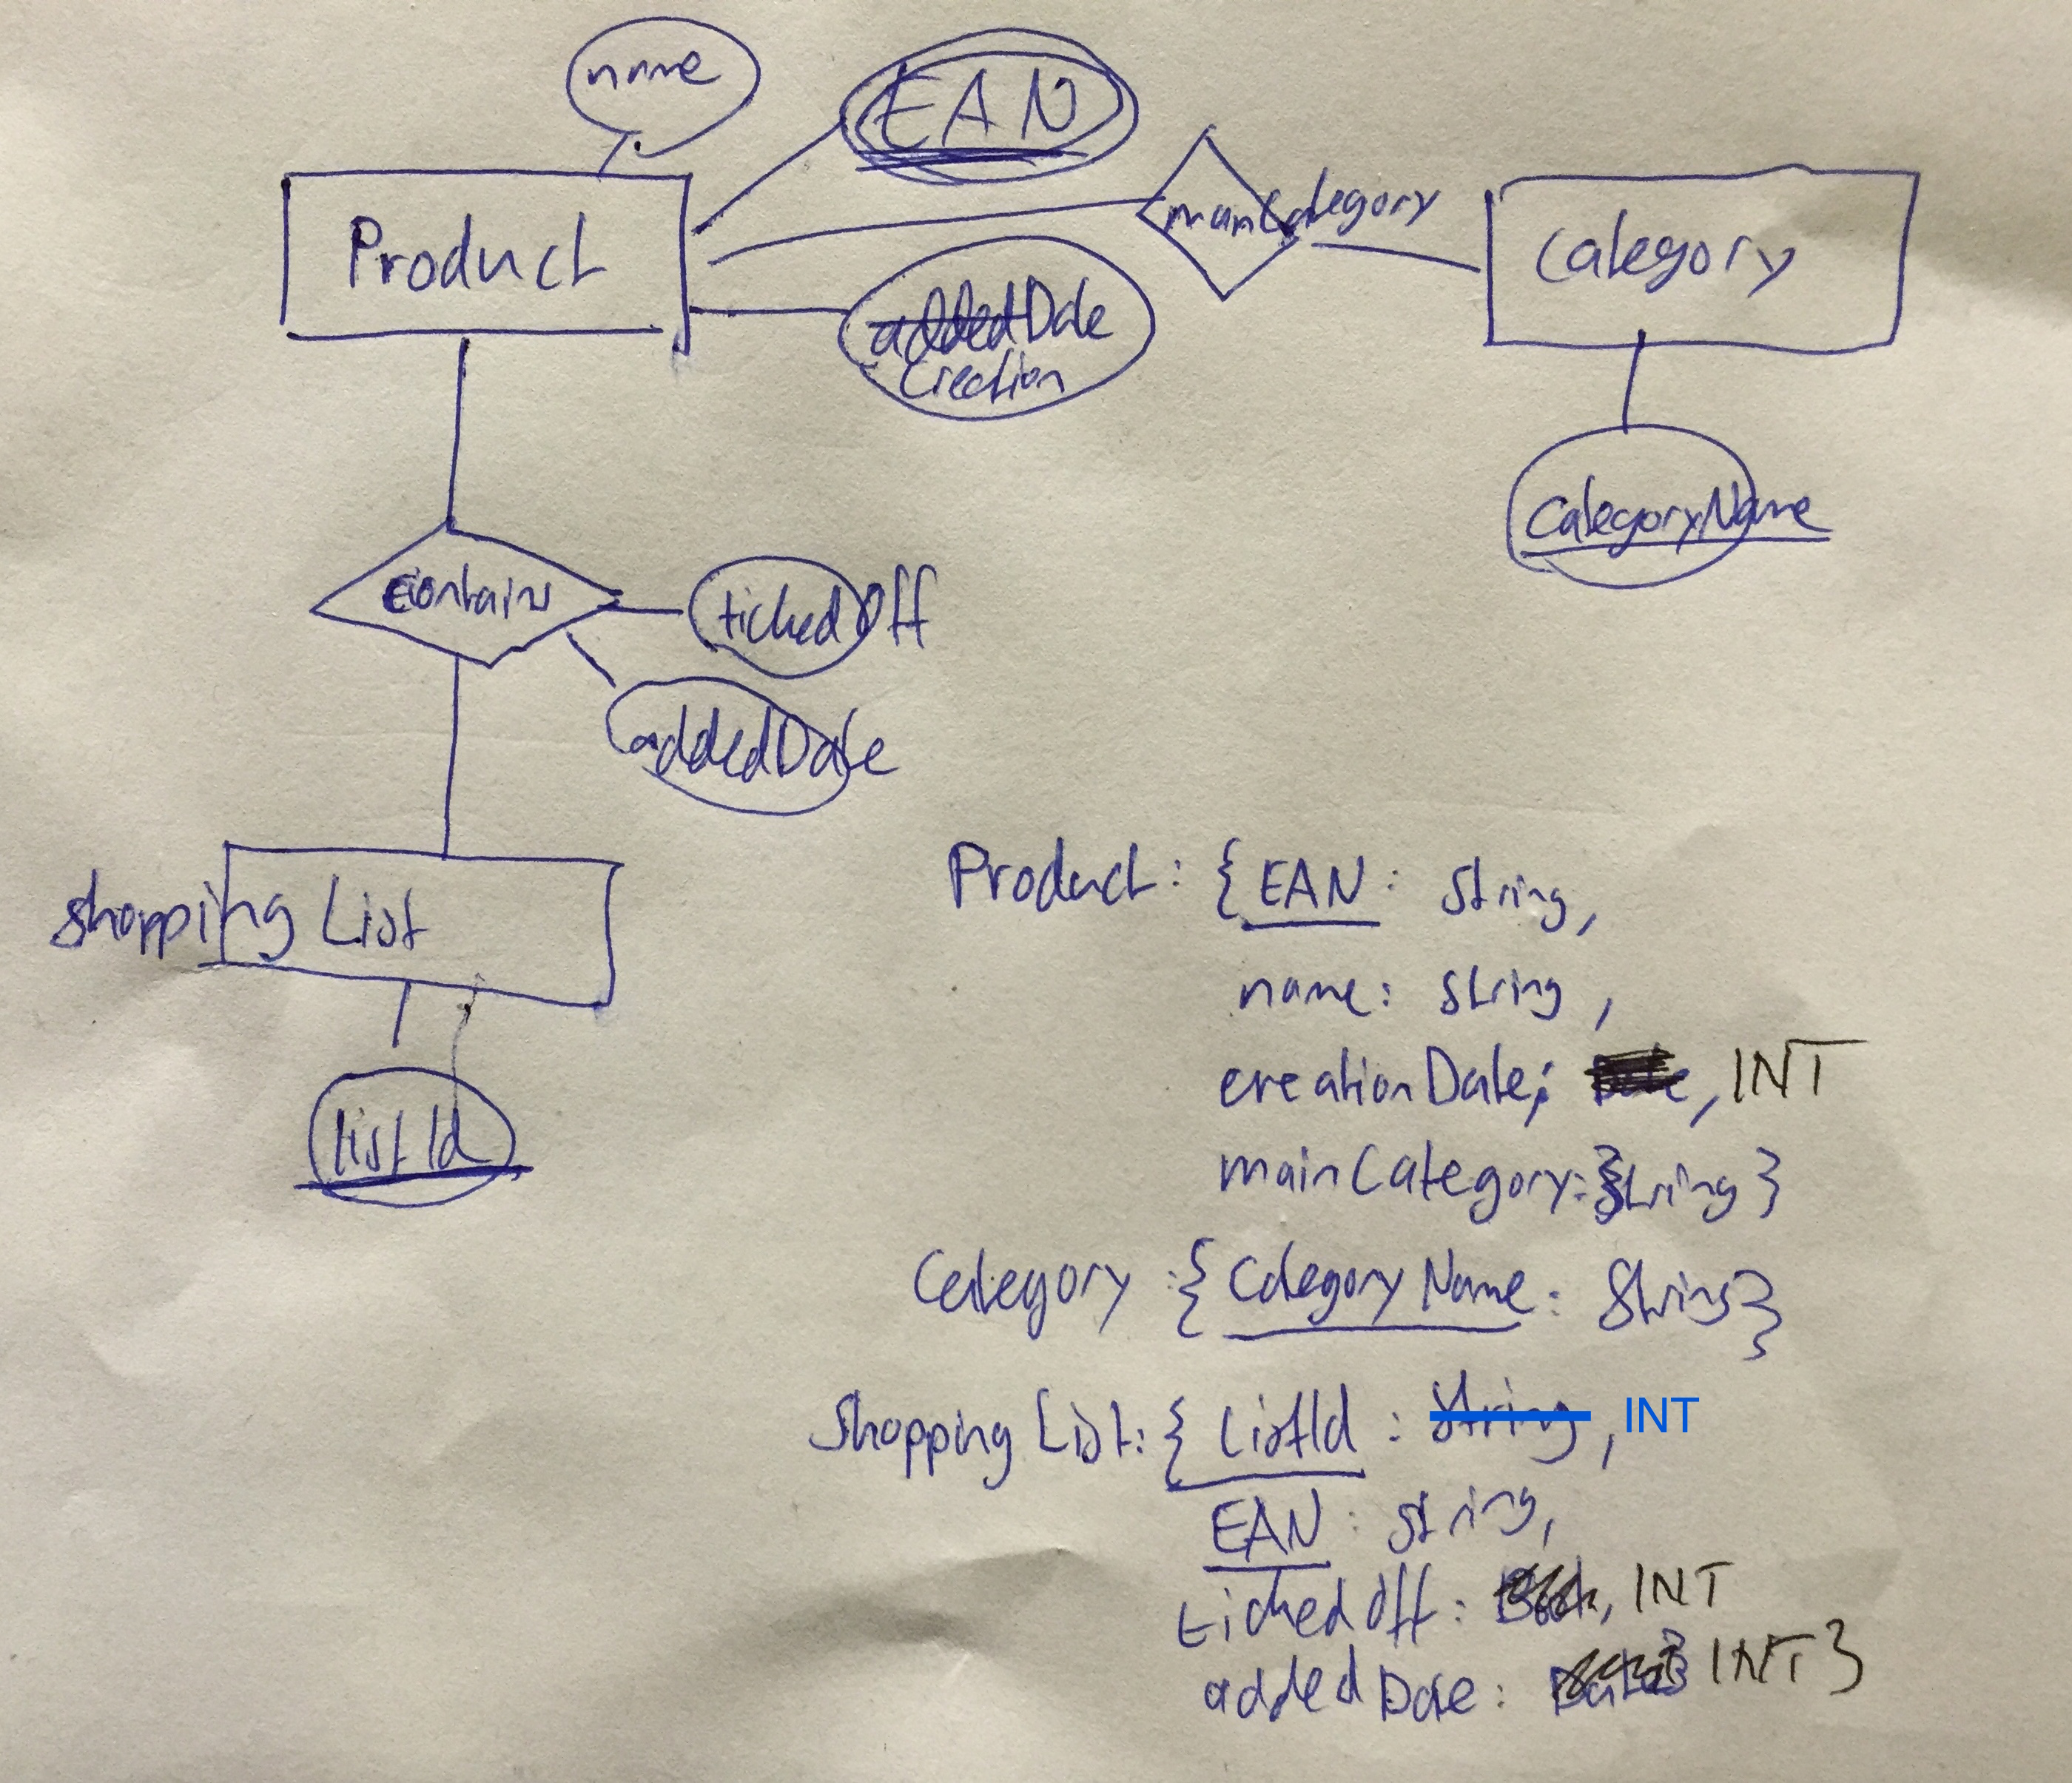 name
EAN
Product
mainCategory
Category
addedDate
Creation
CategoryName
contains
tickedOff
addedDate
shopping List
listId
Product: {EAN: String,
name: string,
creationDate: , INT
mainCategory: String}
Category: {CategoryName: String}
Shopping List: {ListId: String, INT
EAN: string,
tickedOff: , INT
addedDate: INT}